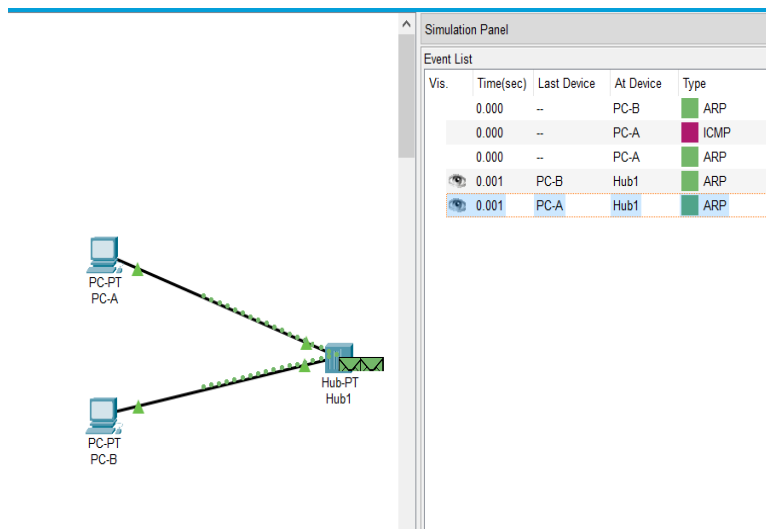 Simulation Panel
Event List
Vis. Time(sec) Last Device At Device Type
0.000 -- PC-B ARP
0.000 -- PC-A ICMP
0.000 -- PC-A ARP
0.001 PC-B Hub1 ARP
0.001 PC-A Hub1 ARP
PC-PT
PC-A
Hub-PT
Hub1
PC-PT
PC-B